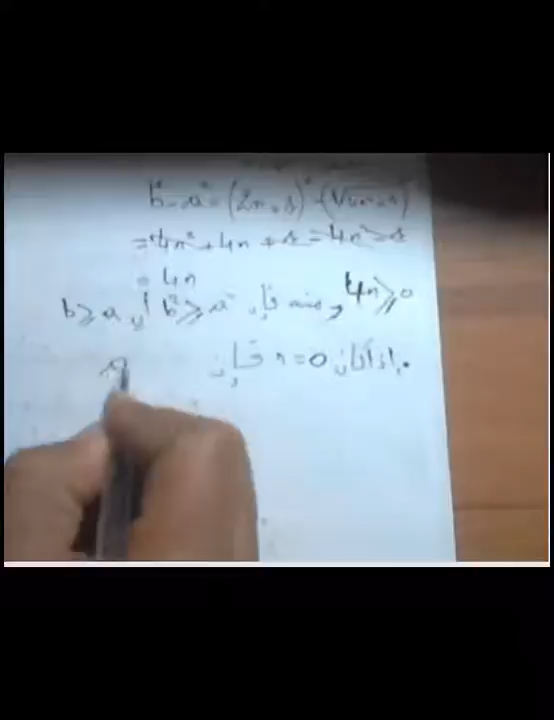 b²-a² = (2n+1)² - (√4n²+1)²
= 4n² + 4n + 1 - 4n² - 1
= 4n
4n ≥ 0 ومنه فإن b² ≥ a² أي b ≥ a
• إذا كان n = 0 فإن